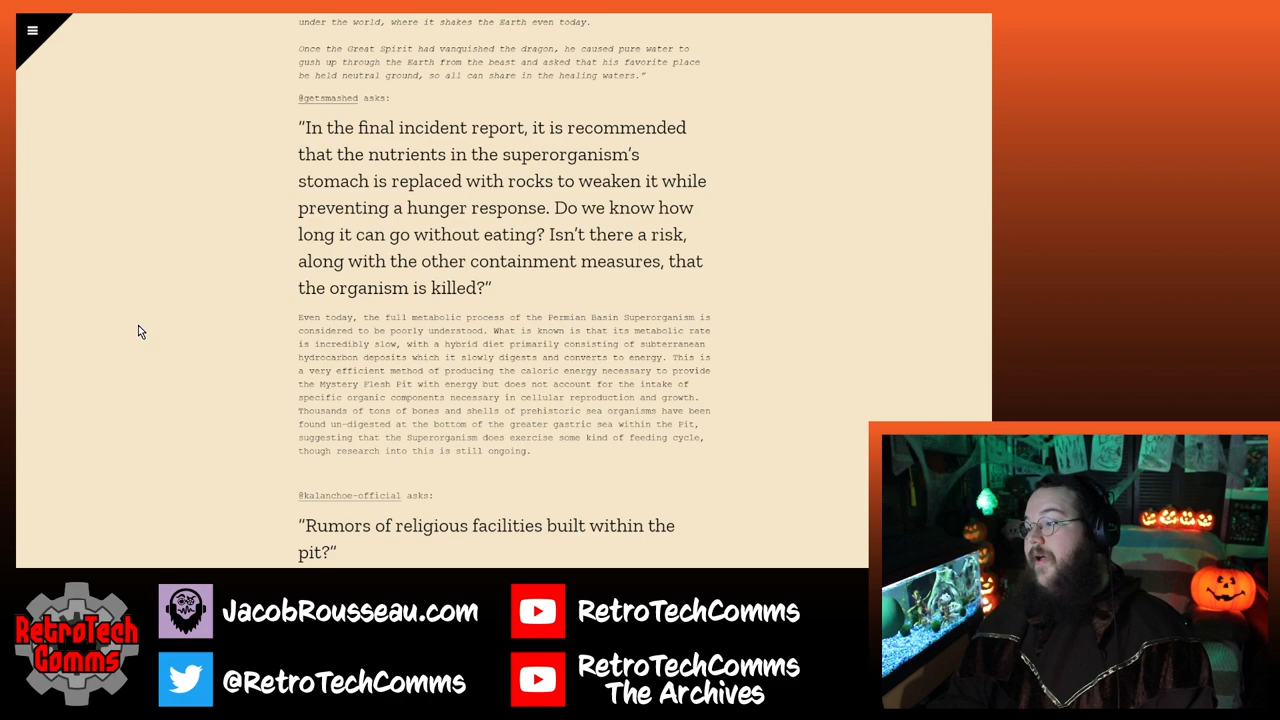 under the world, where it shakes the Earth even today.
Once the Great Spirit had vanquished the dragon, he caused pure water to
gush up through the Earth from the beast and asked that his favorite place
be held neutral ground, so all can share in the healing waters."
@getsmashed asks:
"In the final incident report, it is recommended
that the nutrients in the superorganism's
stomach is replaced with rocks to weaken it while
preventing a hunger response. Do we know how
long it can go without eating? Isn't there a risk,
along with the other containment measures, that
the organism is killed?"
Even today, the full metabolic process of the Permian Basin Superorganism is
considered to be poorly understood. What is known is that its metabolic rate
is incredibly slow, with a hybrid diet primarily consisting of subterranean
hydrocarbon deposits which it slowly digests and converts to energy. This is
a very efficient method of producing the caloric energy necessary to provide
the Mystery Flesh Pit with energy but does not account for the intake of
specific organic components necessary in cellular reproduction and growth.
Thousands of tons of bones and shells of prehistoric sea organisms have been
found un-digested at the bottom of the greater gastric sea within the Pit,
suggesting that the Superorganism does exercise some kind of feeding cycle,
though research into this is still ongoing.
@kalanchoe-official asks:
"Rumors of religious facilities built within the
pit?"
RetroTech
Comms
JacobRousseau.com
@RetroTechComms
RetroTechComms
RetroTechComms
The Archives